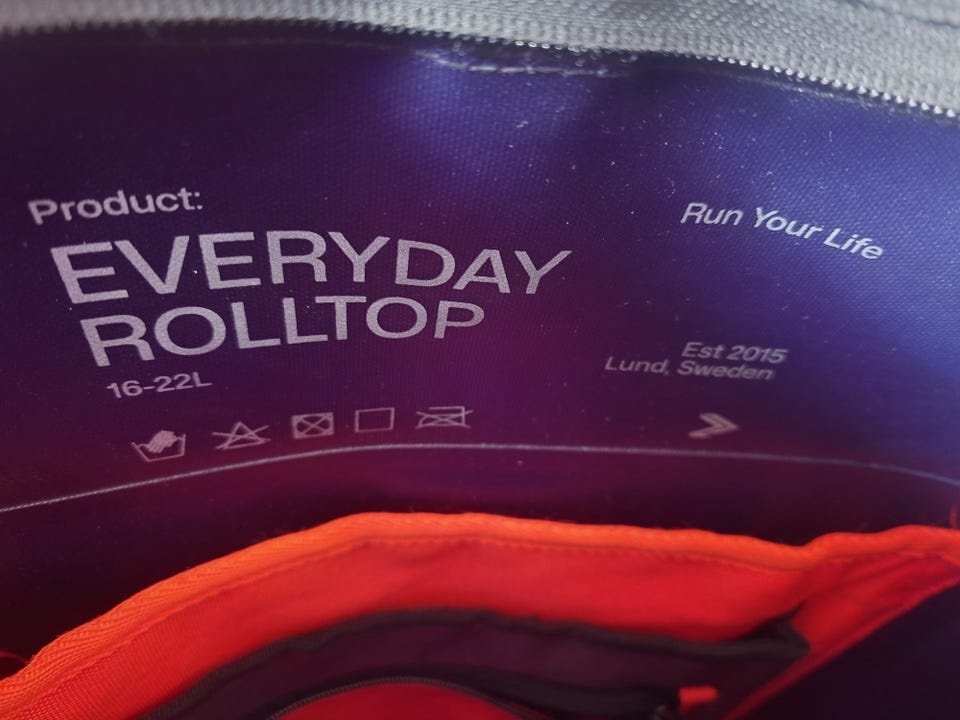 Product:
EVERYDAY
ROLLTOP
16-22L
Run Your Life
Est 2015
Lund, Sweden